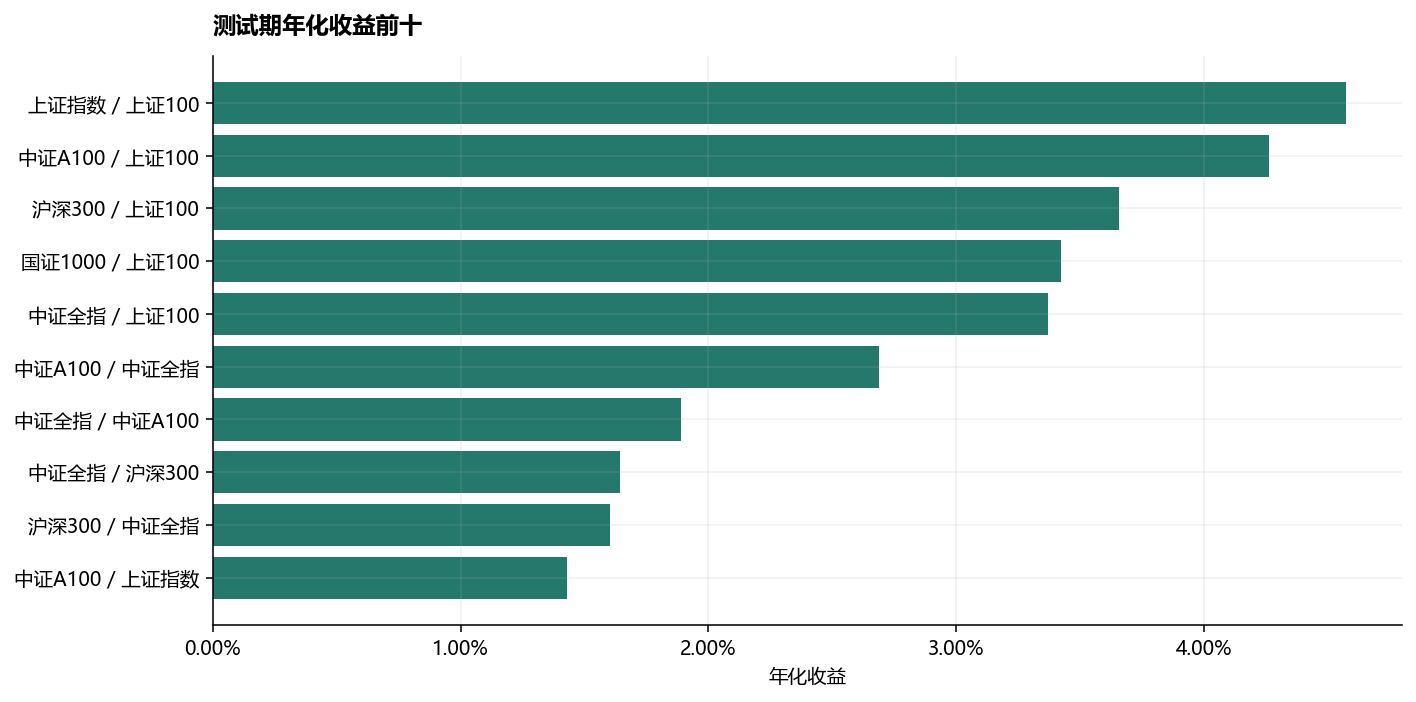 测试期年化收益前十
上证指数 / 上证100
中证A100 / 上证100
沪深300 / 上证100
国证1000 / 上证100
中证全指 / 上证100
中证A100 / 中证全指
中证全指 / 中证A100
中证全指 / 沪深300
沪深300 / 中证全指
中证A100 / 上证指数
0.00% 1.00% 2.00% 3.00% 4.00%
年化收益